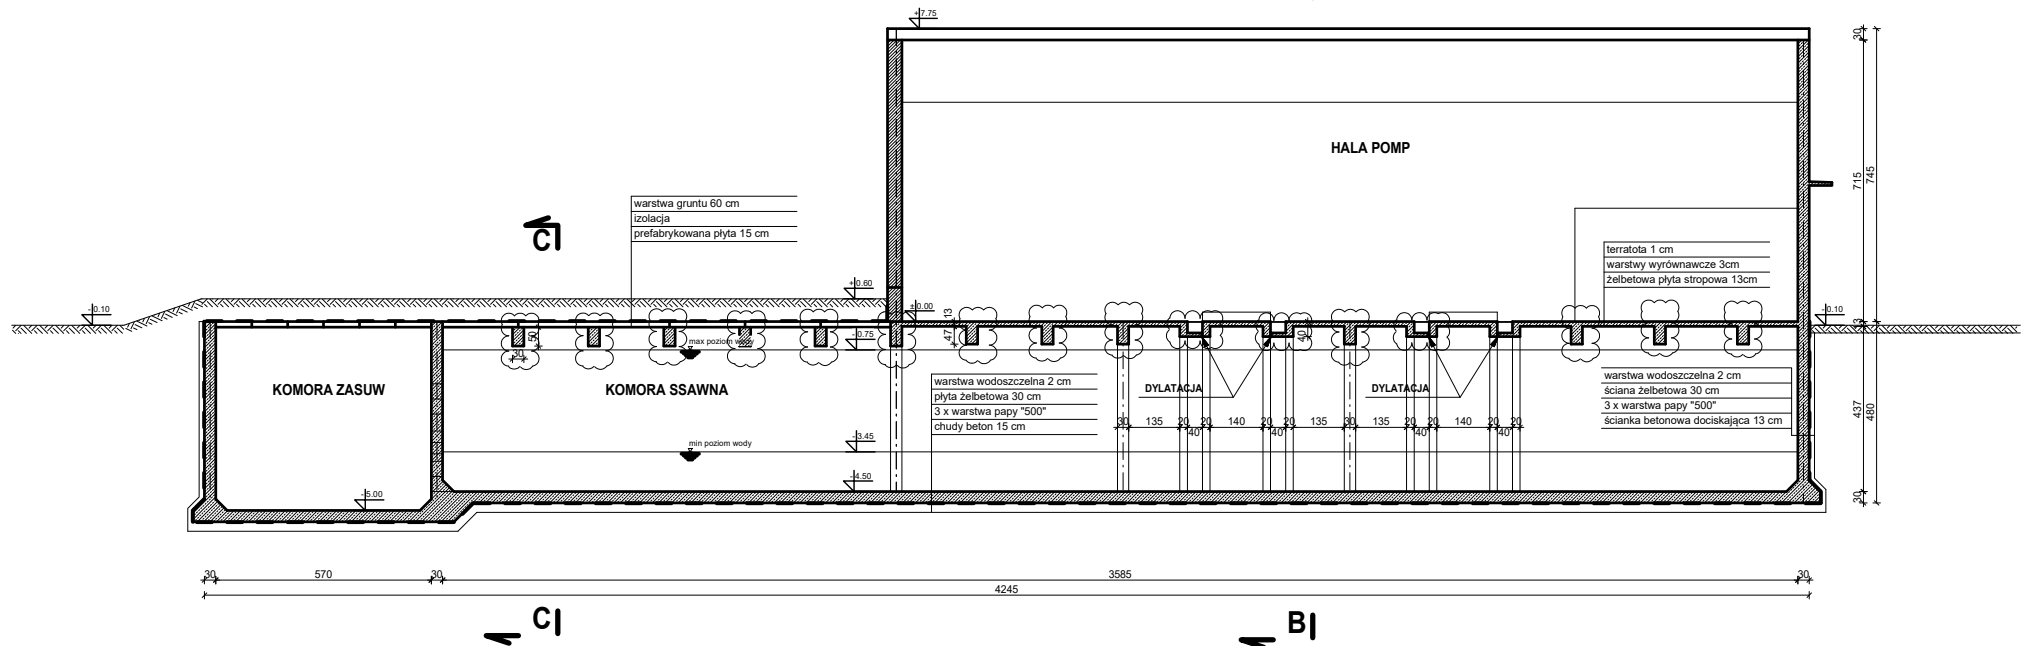 +7.75
30
HALA POMP
715
745
warstwa gruntu 60 cm
izolacja
prefabrykowana płyta 15 cm
C
terratota 1 cm
warstwy wyrównawcze 3cm
żelbetowa płyta stropowa 13cm
-0.10
+0.60
±0.00
13
-0.10
13
50
30
max poziom wody
-0.75
47
40
KOMORA ZASUW
KOMORA SSAWNA
warstwa wodoszczelna 2 cm
płyta żelbetowa 30 cm
3 x warstwa papy "500"
chudy beton 15 cm
DYLATACJA
DYLATACJA
warstwa wodoszczelna 2 cm
ściana żelbetowa 30 cm
3 x warstwa papy "500"
ścianka betonowa dociskająca 13 cm
437
480
30 135 20 20 140 20 20 135 30 135 20 20 140 20 20
40 40 40 40
min poziom wody
-3.45
-4.50
-5.00
30
30 570 30 3585 30
4245
C
B